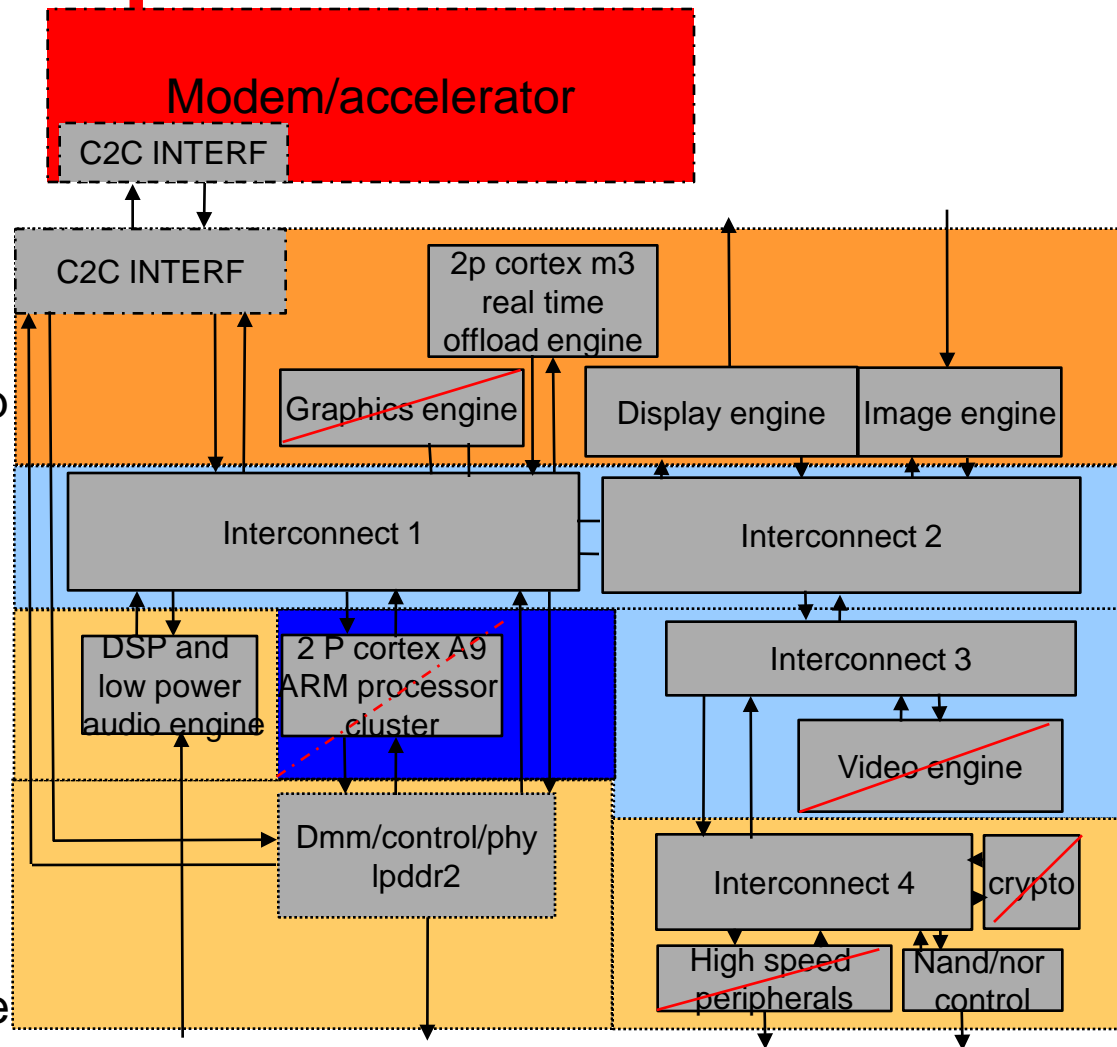 Modem/accelerator
C2C INTERF
C2C INTERF
2p cortex m3
real time
offload engine
Graphics engine
Display engine
Image engine
Interconnect 1
Interconnect 2
DSP and
low power
audio engine
2 P cortex A9
ARM processor
cluster
Interconnect 3
Video engine
Dmm/control/phy
lpddr2
Interconnect 4
crypto
High speed
peripherals
Nand/nor
control
e